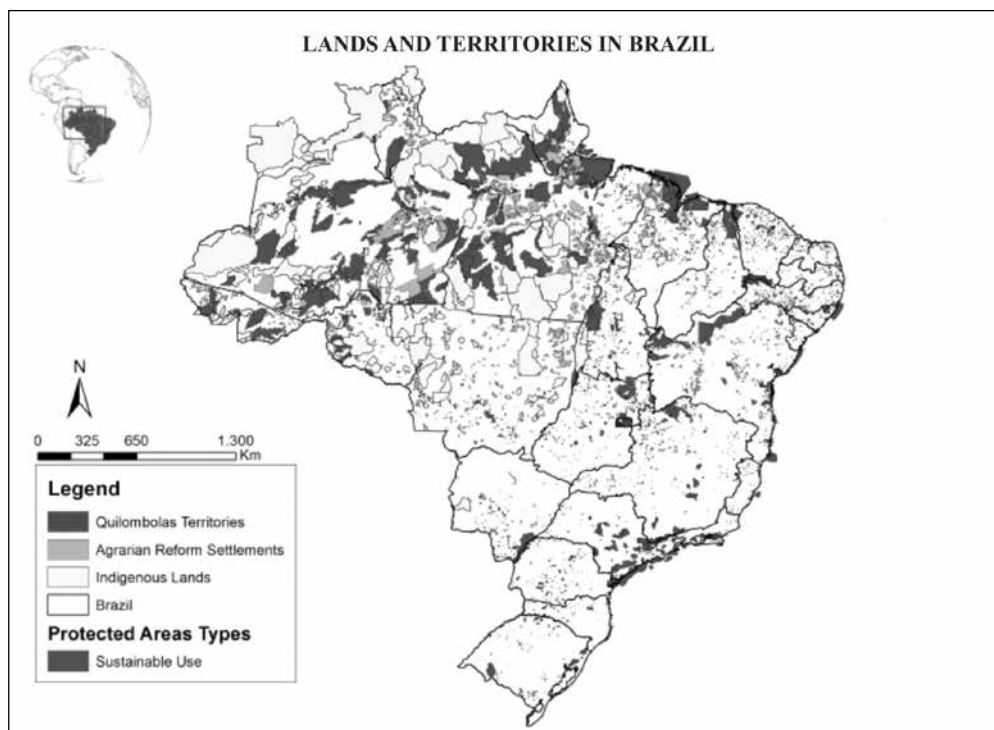 LANDS AND TERRITORIES IN BRAZIL
N
0 325 650 1.300
Km
Legend
Quilombolas Territories
Agrarian Reform Settlements
Indigenous Lands
Brazil
Protected Areas Types
Sustainable Use